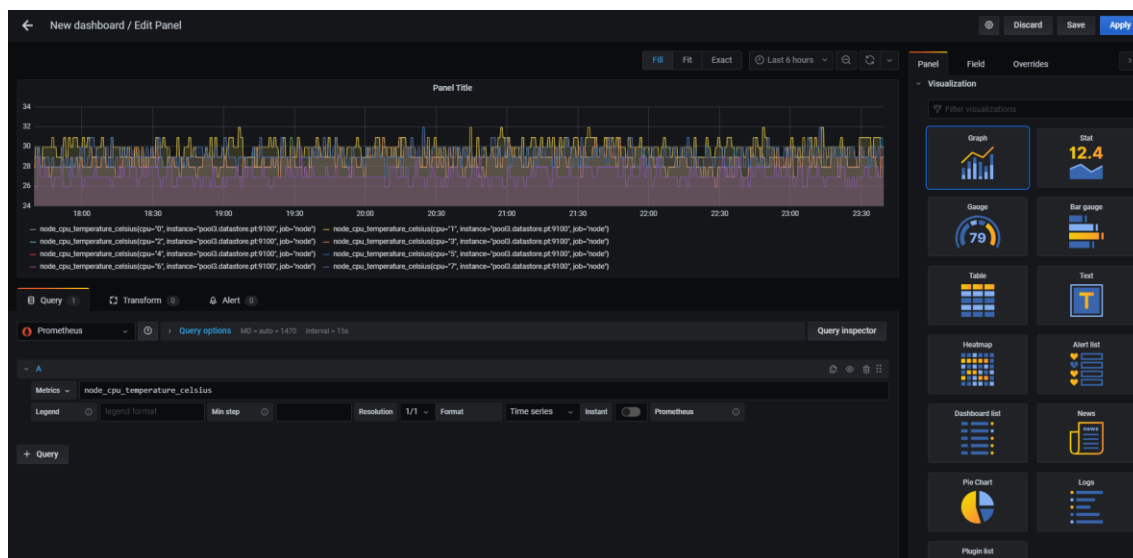 New dashboard / Edit Panel
Discard Save Apply
Fill Fit Exact Last 6 hours
Panel Field Overrides
Visualization
Filter visualizations
Panel Title
34
32
30
28
26
24
18:00 18:30 19:00 19:30 20:00 20:30 21:00 21:30 22:00 22:30 23:00 23:30
node_cpu_temperature_celsius{cpu="0", instance="pool3.datastore.pt:9100", job="node"} node_cpu_temperature_celsius{cpu="1", instance="pool3.datastore.pt:9100", job="node"}
node_cpu_temperature_celsius{cpu="2", instance="pool3.datastore.pt:9100", job="node"} node_cpu_temperature_celsius{cpu="3", instance="pool3.datastore.pt:9100", job="node"}
node_cpu_temperature_celsius{cpu="4", instance="pool3.datastore.pt:9100", job="node"} node_cpu_temperature_celsius{cpu="5", instance="pool3.datastore.pt:9100", job="node"}
node_cpu_temperature_celsius{cpu="6", instance="pool3.datastore.pt:9100", job="node"} node_cpu_temperature_celsius{cpu="7", instance="pool3.datastore.pt:9100", job="node"}
Query 1 Transform 0 Alert 0
Prometheus Query options MD = auto = 1470 Interval = 15s Query inspector
A
Metrics node_cpu_temperature_celsius
Legend legend format Min step Resolution 1/1 Format Time series Instant Prometheus
+ Query
Graph Stat
12.4
Gauge Bar gauge
79
Table Text
T
Heatmap Alert list
Dashboard list News
NEWS
Pie Chart Logs
Plugin list